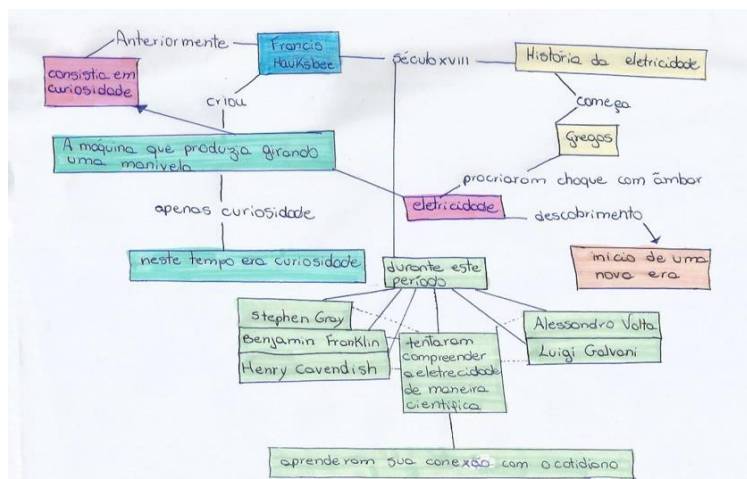 Anteriormente
Francis
Hauksbee
século xviii
História da eletricidade
consistia em
curiosidade
criou
começa
A máquina que produzia girando
uma manivela
Gregos
procriaram choque com âmbar
apenas curiosidade
eletricidade
descobrimento
neste tempo era curiosidade
durante este
período
início de uma
nova era
Stephen Gray
Benjamin Franklin
Henry Cavendish
tentaram
compreender
a eletrecidade
de maneira
científica
Alessandro Volta
Luigi Galvani
aprenderam sua conexão com o cotidiano